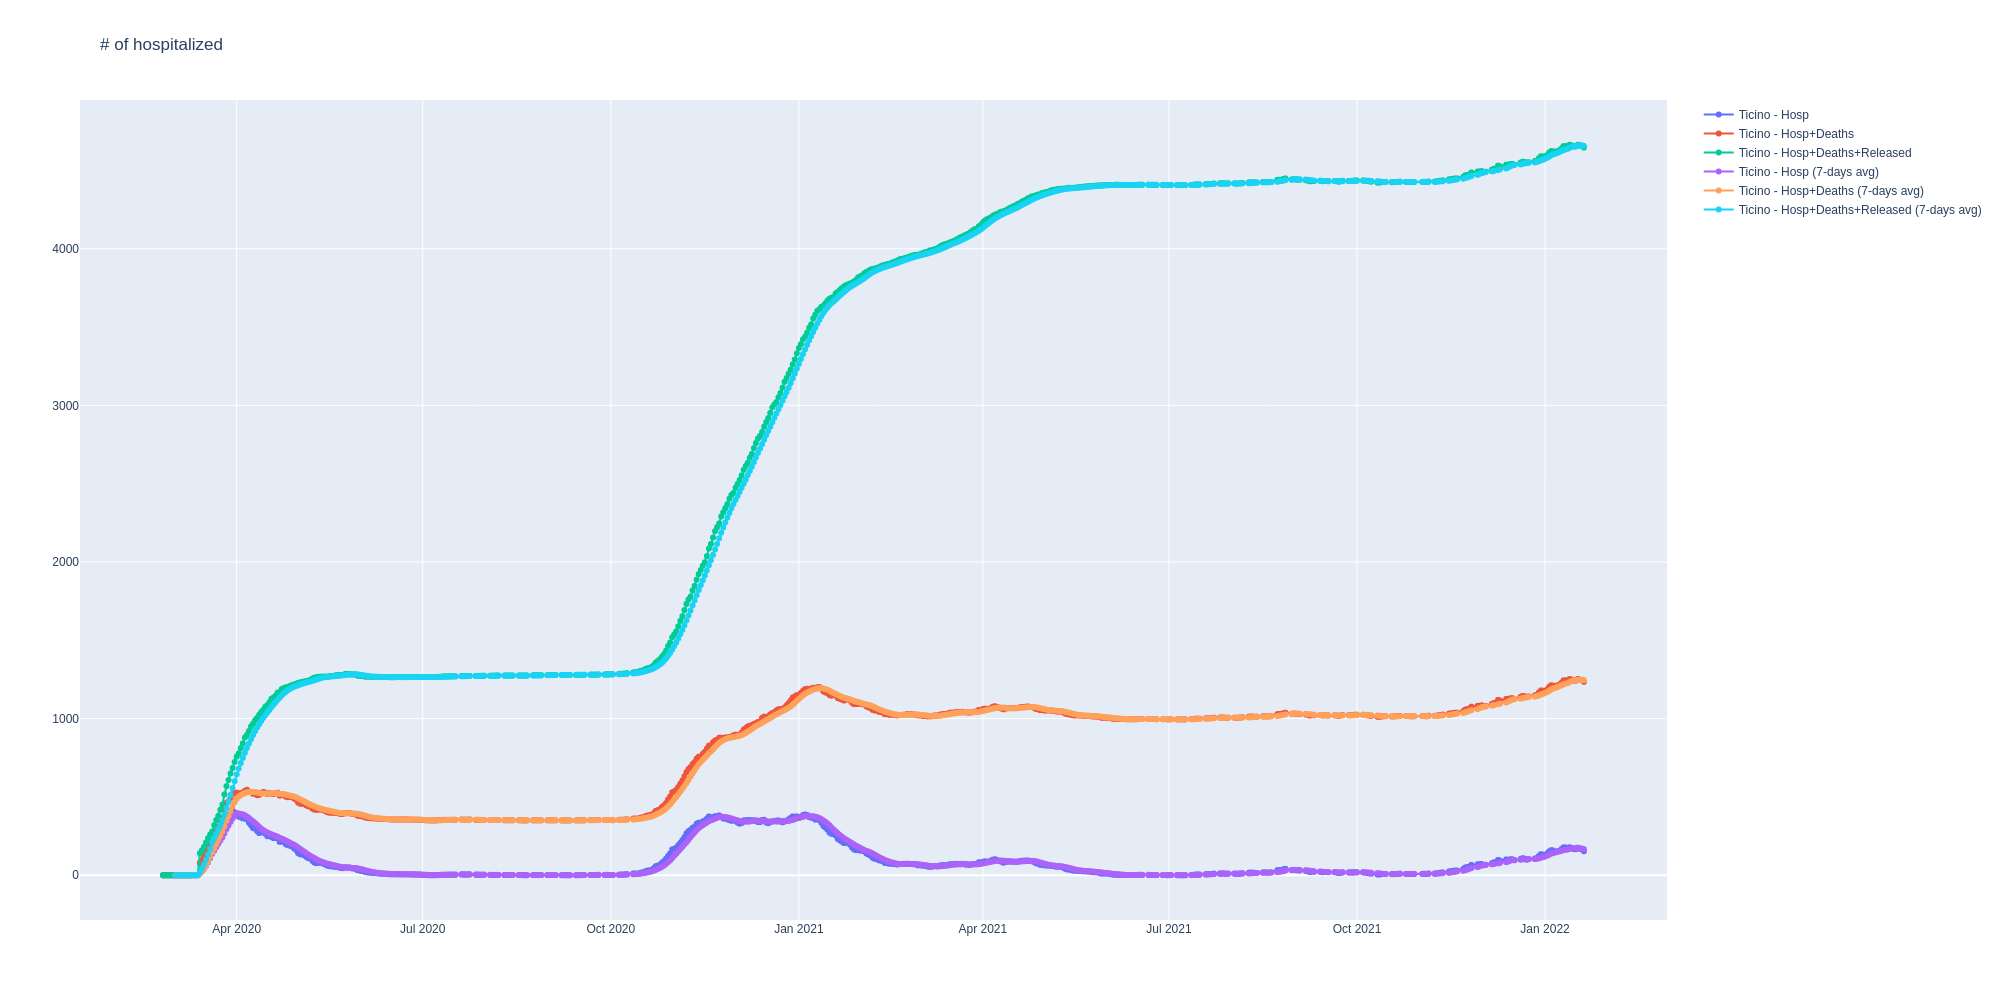 # of hospitalized
Ticino - Hosp
Ticino - Hosp+Deaths
Ticino - Hosp+Deaths+Released
Ticino - Hosp (7-days avg)
Ticino - Hosp+Deaths (7-days avg)
Ticino - Hosp+Deaths+Released (7-days avg)
4000
3000
2000
1000
0
Apr 2020
Jul 2020
Oct 2020
Jan 2021
Apr 2021
Jul 2021
Oct 2021
Jan 2022